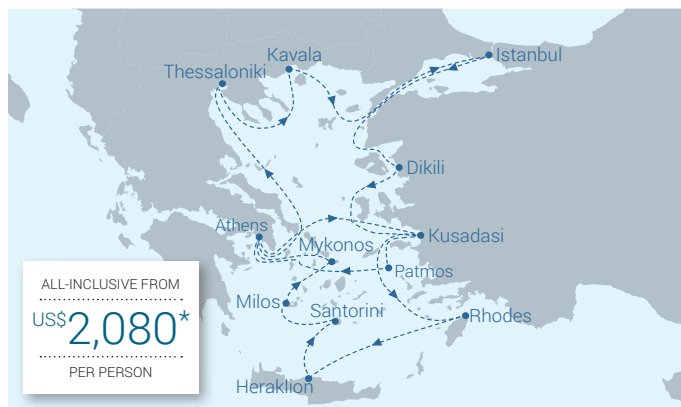 Kavala
Istanbul
Thessaloniki
Dikili
Athens
Kusadasi
Mykonos
Patmos
ALL-INCLUSIVE FROM
US$2,080*
PER PERSON
Milos
Santorini
Rhodes
Heraklion